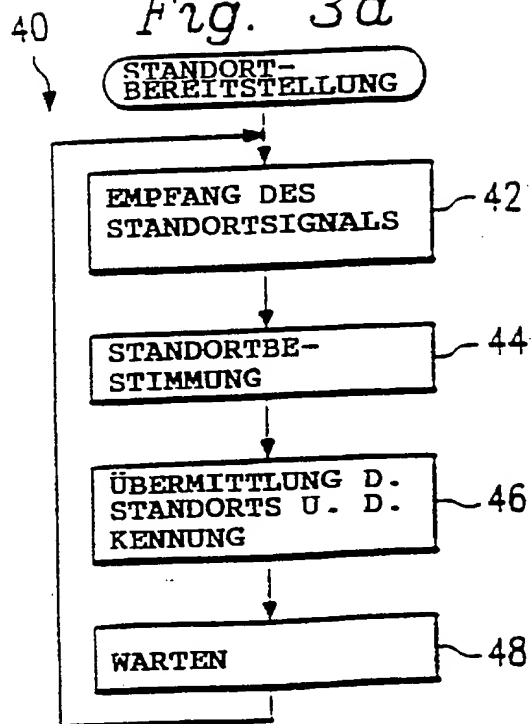 Fig. 3a
40
STANDORT-
BEREITSTELLUNG
EMPFANG DES
STANDORTSIGNALS
42
STANDORTBE-
STIMMUNG
44
ÜBERMITTLUNG D.
STANDORTS U. D.
KENNUNG
46
WARTEN
48